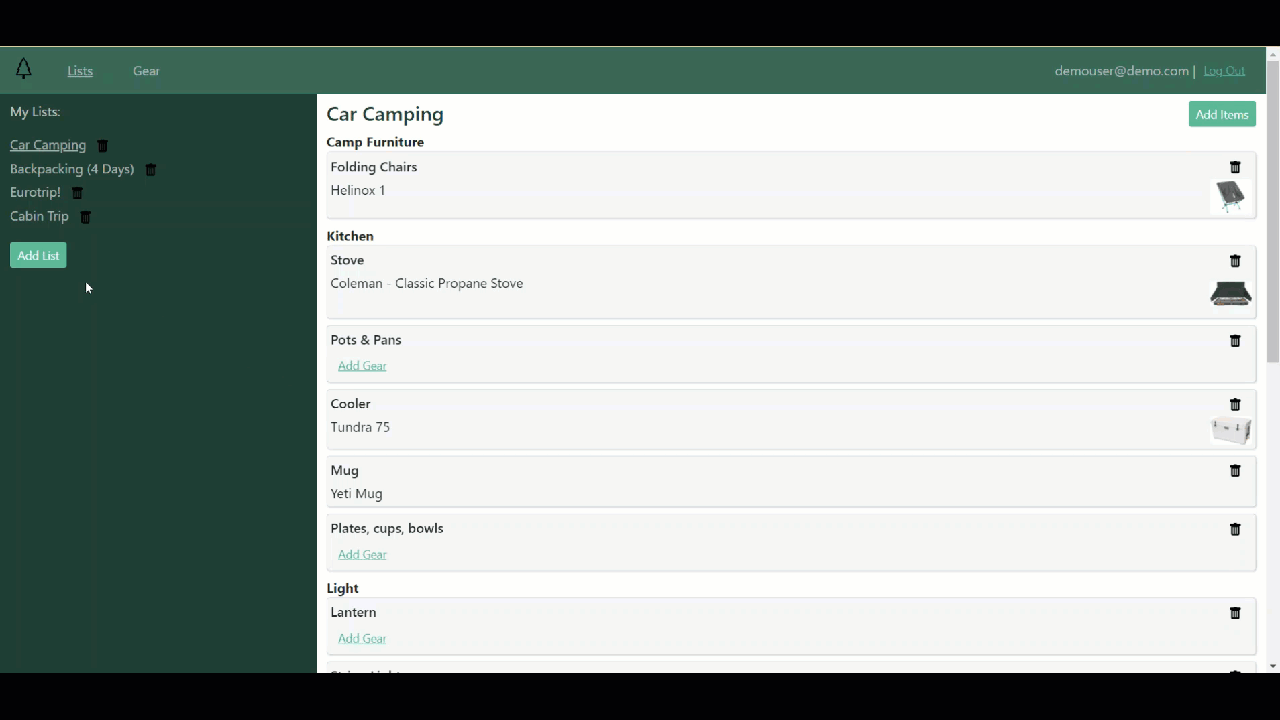 Lists Gear demouser@demo.com | Log Out
My Lists:
Car Camping
Backpacking (4 Days)
Eurotrip!
Cabin Trip
Add List
Car Camping
Add Items
Camp Furniture
Folding Chairs
Helinox 1
Kitchen
Stove
Coleman - Classic Propane Stove
Pots & Pans
Add Gear
Cooler
Tundra 75
Mug
Yeti Mug
Plates, cups, bowls
Add Gear
Light
Lantern
Add Gear